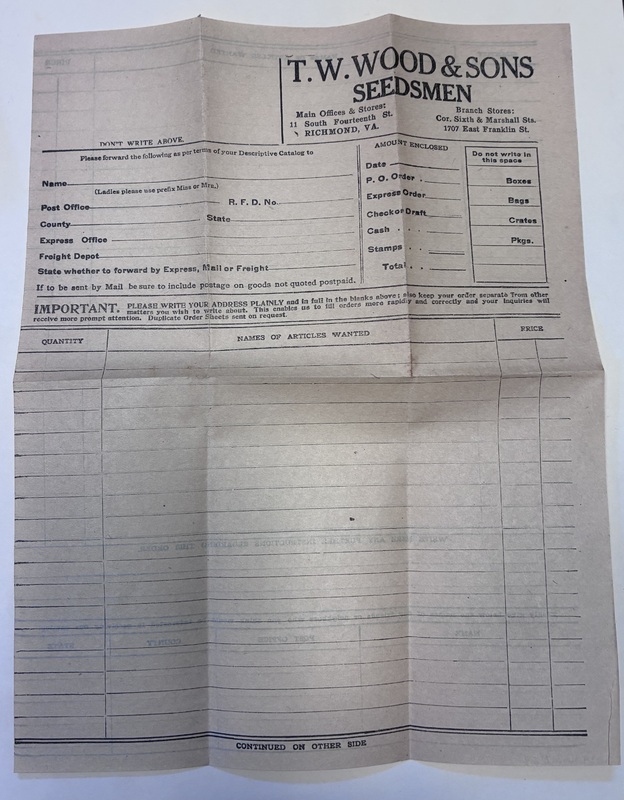 T. W. WOOD & SONS
SEEDSMEN
Main Offices & Stores:
11 South Fourteenth St.
RICHMOND, VA.
Branch Stores:
Cor. Sixth & Marshall Sts.
1707 East Franklin St.
DON'T WRITE ABOVE.
Please forward the following as per terms of your Descriptive Catalog to
Name
(Ladies please use prefix Miss or Mrs.)
Post Office R. F. D. No.
County State
Express Office
Freight Depot
State whether to forward by Express, Mail or Freight
If to be sent by Mail be sure to include postage on goods not quoted postpaid.
AMOUNT ENCLOSED
Date
P. O. Order
Express Order
Check or Draft
Cash . . .
Stamps . .
Total . .
Do not write in
this space
Boxes
Bags
Crates
Pkgs.
IMPORTANT. PLEASE WRITE YOUR ADDRESS PLAINLY and in full in the blanks above; also keep your order separate from other
matters you wish to write about. This enables us to fill orders more rapidly and correctly and your inquiries will
receive more prompt attention. Duplicate Order Sheets sent on request.
QUANTITY NAMES OF ARTICLES WANTED PRICE
CONTINUED ON OTHER SIDE